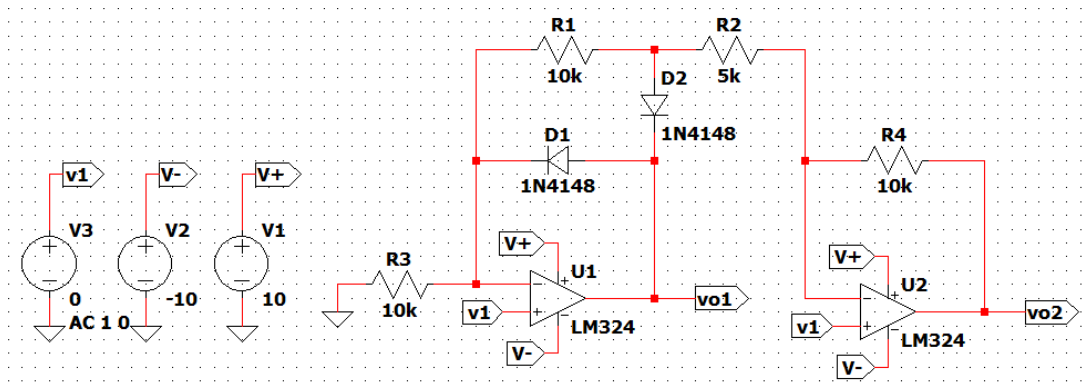 R1
10k
R2
5k
D2
1N4148
D1
1N4148
R4
10k
v1
V-
V+
V3
0
AC 1 0
V2
-10
V1
10
R3
10k
V+
U1
v1
LM324
V-
vo1
V+
U2
v1
LM324
V-
vo2